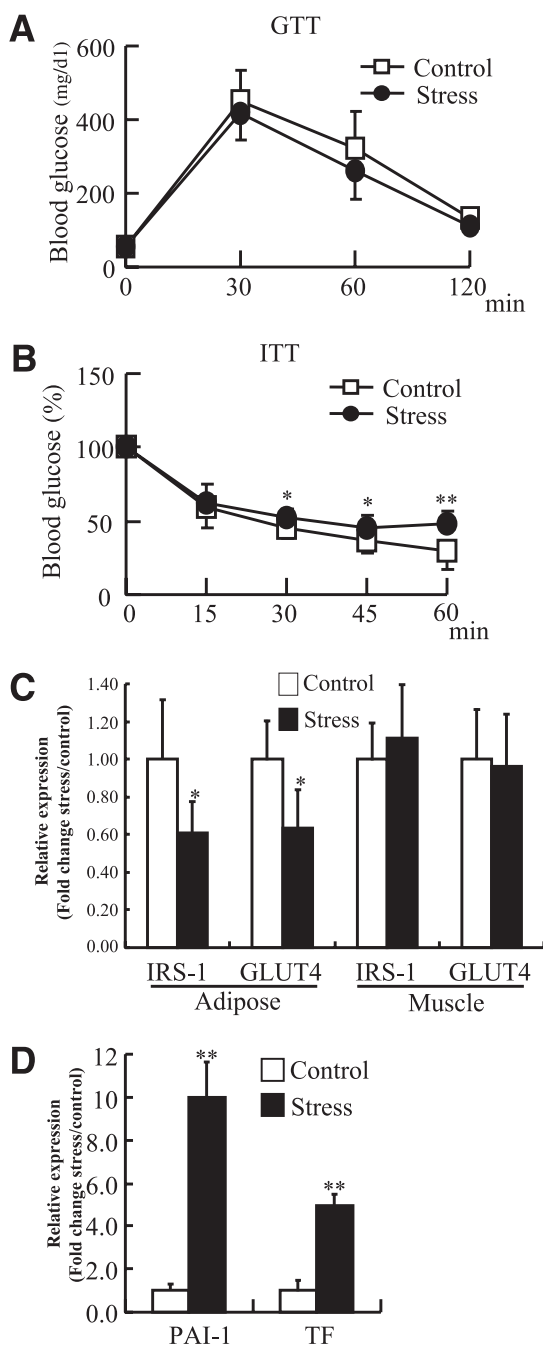 A
GTT
Blood glucose (mg/dl)
600
400
200
0
Control
Stress
0 30 60 120
min
B
ITT
Blood glucose (%)
150
100
50
0
Control
Stress
* * **
0 15 30 45 60
min
C
Relative expression
(Fold change stress/control)
1.40
1.20
1.00
0.80
0.60
0.40
0.20
0.00
Control
Stress
* *
IRS-1 GLUT4 IRS-1 GLUT4
Adipose Muscle
D
Relative expression
(Fold change stress/control)
12
10
8.0
6.0
4.0
2.0
0.0
Control
Stress
**
**
PAI-1 TF